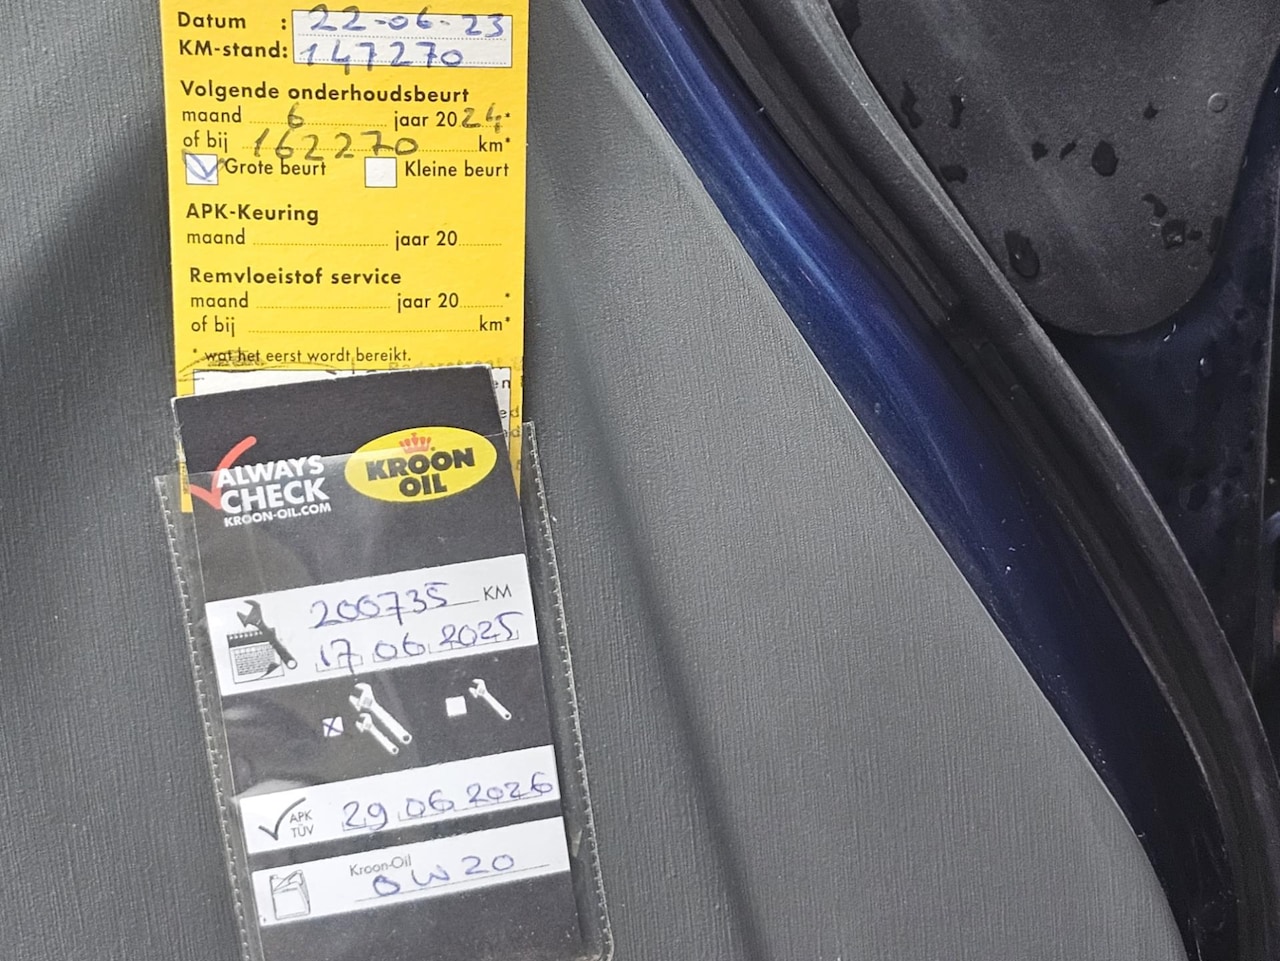 Datum : 22-06-23
KM-stand: 147270
Volgende onderhoudsbeurt
maand 6 jaar 2024*
of bij 162270 km*
Grote beurt Kleine beurt
APK-Keuring
maand jaar 20
Remvloeistof service
maand jaar 20 *
of bij km*
* wat het eerst wordt bereikt.
ALWAYS
CHECK
KROON-OIL.COM
KROON
OIL
200735 KM
17 06 2025
APK
TÜV
29 06 2026
Kroon-Oil
0W20